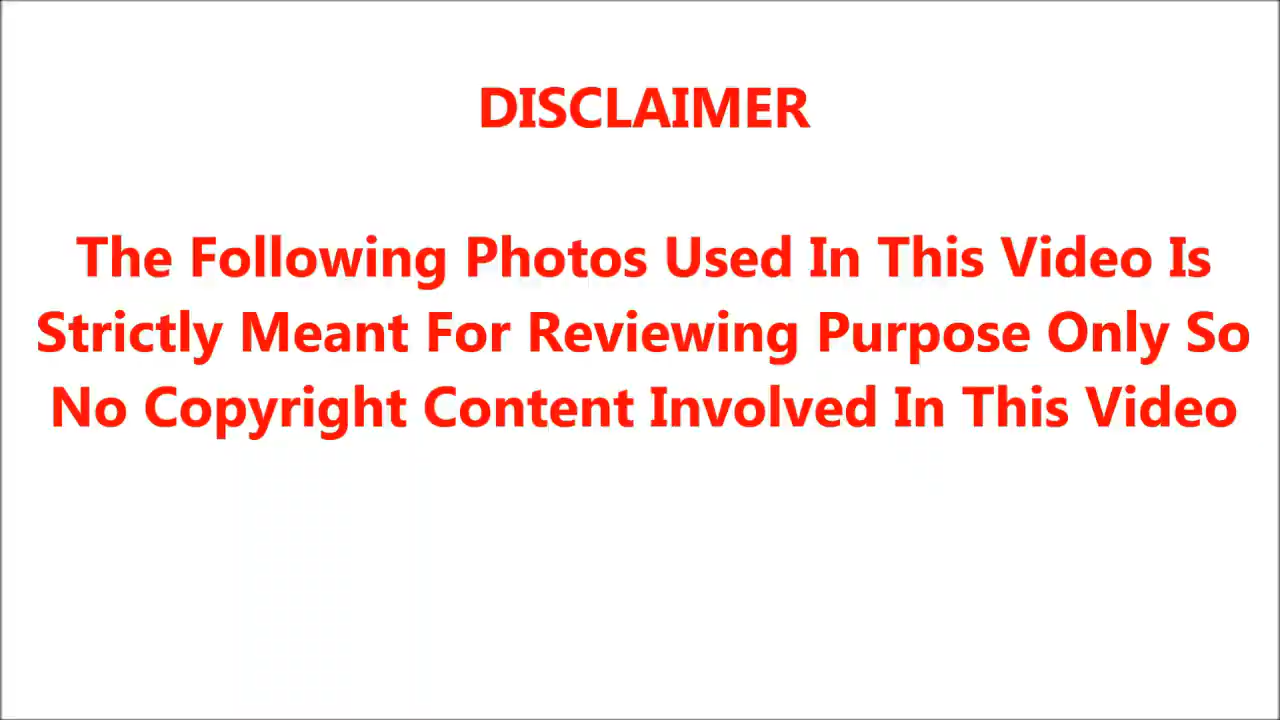 DISCLAIMER
The Following Photos Used In This Video Is
Strictly Meant For Reviewing Purpose Only So
No Copyright Content Involved In This Video